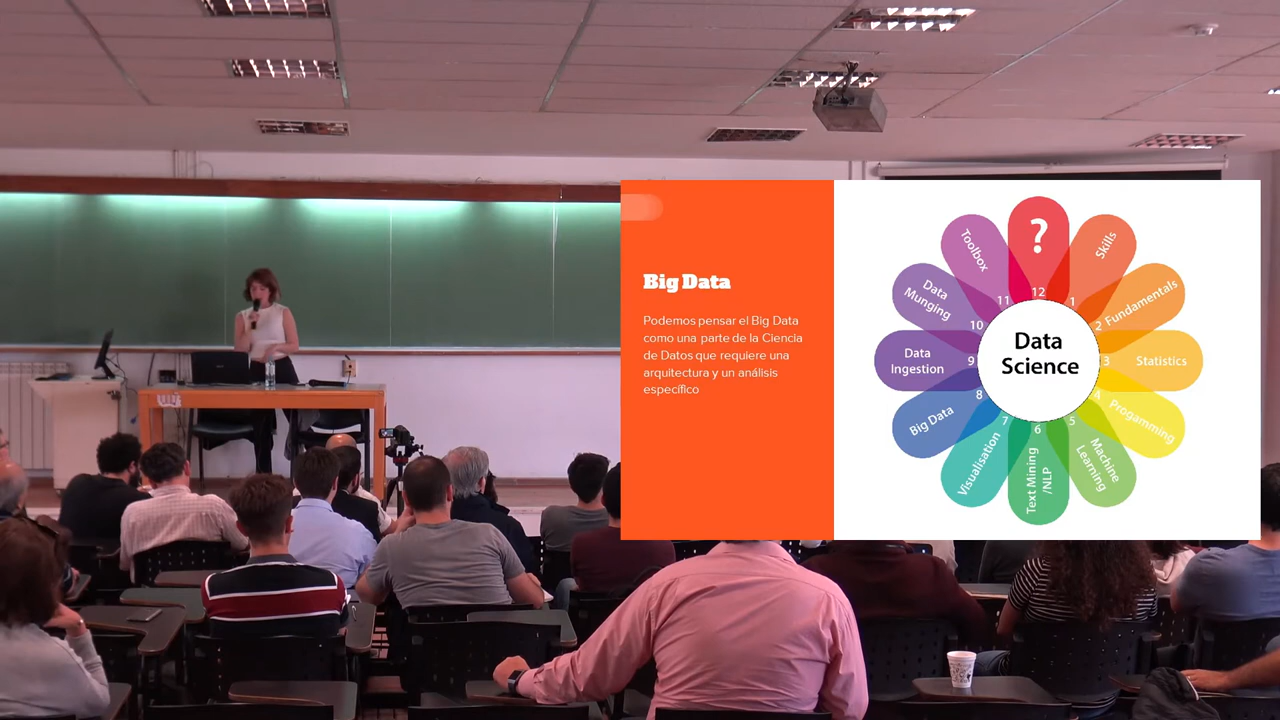 Big Data
Podemos pensar el Big Data
como una parte de la Ciencia
de Datos que requiere una
arquitectura y un análisis
específico
?
12
Skills
1
Fundamentals
2
Statistics
3
Progamming
4
Machine
Learning
5
Text Mining
/NLP
6
Visualisation
7
Big Data
8
Data
Ingestion
9
Data
Munging
10
Toolbox
11
Data
Science